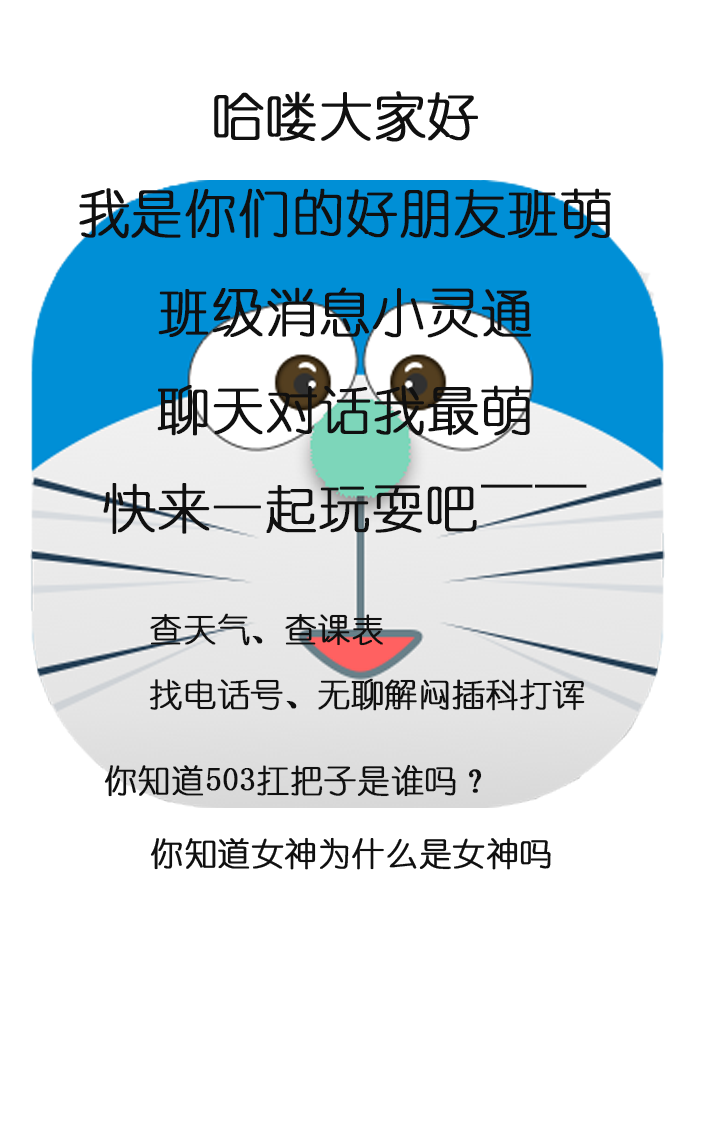 哈喽大家好
我是你们的好朋友班萌
班级消息小灵通
聊天对话我最萌
快来一起玩耍吧￣￣
查天气、查课表
找电话号、无聊解闷插科打诨
你知道503扛把子是谁吗？
你知道女神为什么是女神吗